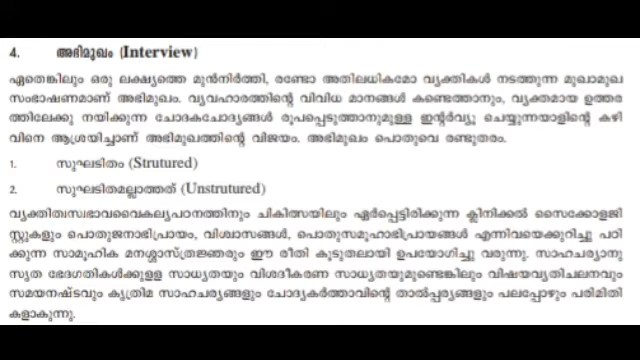 4. അഭിമുഖം (Interview)
ഏതെങ്കിലും ഒരു ലക്ഷ്യത്തെ മുൻനിർത്തി, രണ്ടോ അതിലധികമോ വ്യക്തികൾ നടത്തുന്ന മുഖാമുഖ
സംഭാഷണമാണ് അഭിമുഖം. വ്യവഹാരത്തിന്റെ വിവിധ മാനങ്ങൾ കണ്ടെത്താനും, വ്യക്തമായ ഉത്തര
ത്തിലേക്കു നയിക്കുന്ന ചോദകചോദ്യങ്ങൾ രൂപപ്പെടുത്താനുമുള്ള ഇന്റർവ്യൂ ചെയ്യുന്നയാളിന്റെ കഴി
വിനെ ആശ്രയിച്ചാണ് അഭിമുഖത്തിന്റെ വിജയം. അഭിമുഖം പൊതുവെ രണ്ടുതരം.
1. സുഘടിതം (Strutured)
2. സുഘടിതമല്ലാത്തത് (Unstrutured)
വ്യക്തിത്വസ്വഭാവവൈകല്യപഠനത്തിനും ചികിത്സയിലും ഏർപ്പെട്ടിരിക്കുന്ന ക്ലിനിക്കൽ സൈക്കോളജി
സ്റ്റുകളും പൊതുജനാഭിപ്രായം, വിശ്വാസങ്ങൾ, പൊതുസമൂഹാഭിപ്രായങ്ങൾ എന്നിവയെക്കുറിച്ചു പഠി
ക്കുന്ന സാമൂഹിക മനശ്ശാസ്ത്രജ്ഞരും ഈ രീതി കൂടുതലായി ഉപയോഗിച്ചു വരുന്നു. സാഹചര്യാനു
സൃത ഭേദഗതികൾക്കുള്ള സാധ്യതയും വിശദീകരണ സാധ്യതയുമുണ്ടെങ്കിലും വിഷയവ്യതിചലനവും
സമയനഷ്ടവും കൃത്രിമ സാഹചര്യങ്ങളും ചോദ്യകർത്താവിന്റെ താൽപ്പര്യങ്ങളും പലപ്പോഴും പരിമിതി
കളാകുന്നു.